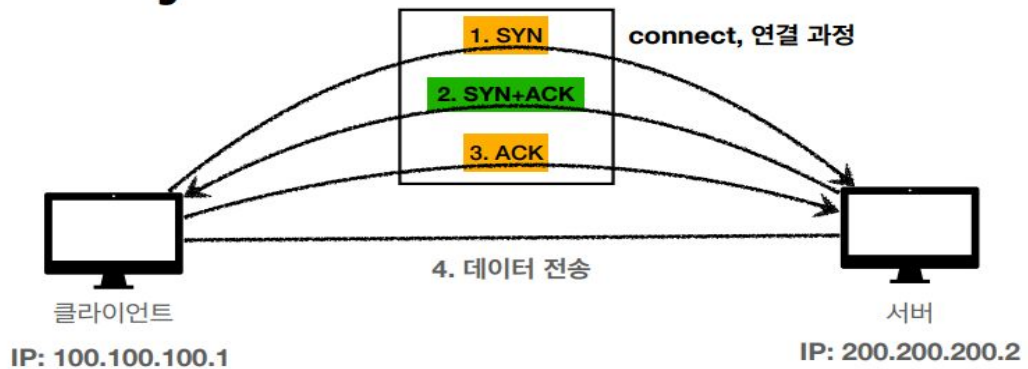 1. SYN
connect, 연결 과정
2. SYN+ACK
3. ACK
4. 데이터 전송
클라이언트
서버
IP: 100.100.100.1
IP: 200.200.200.2